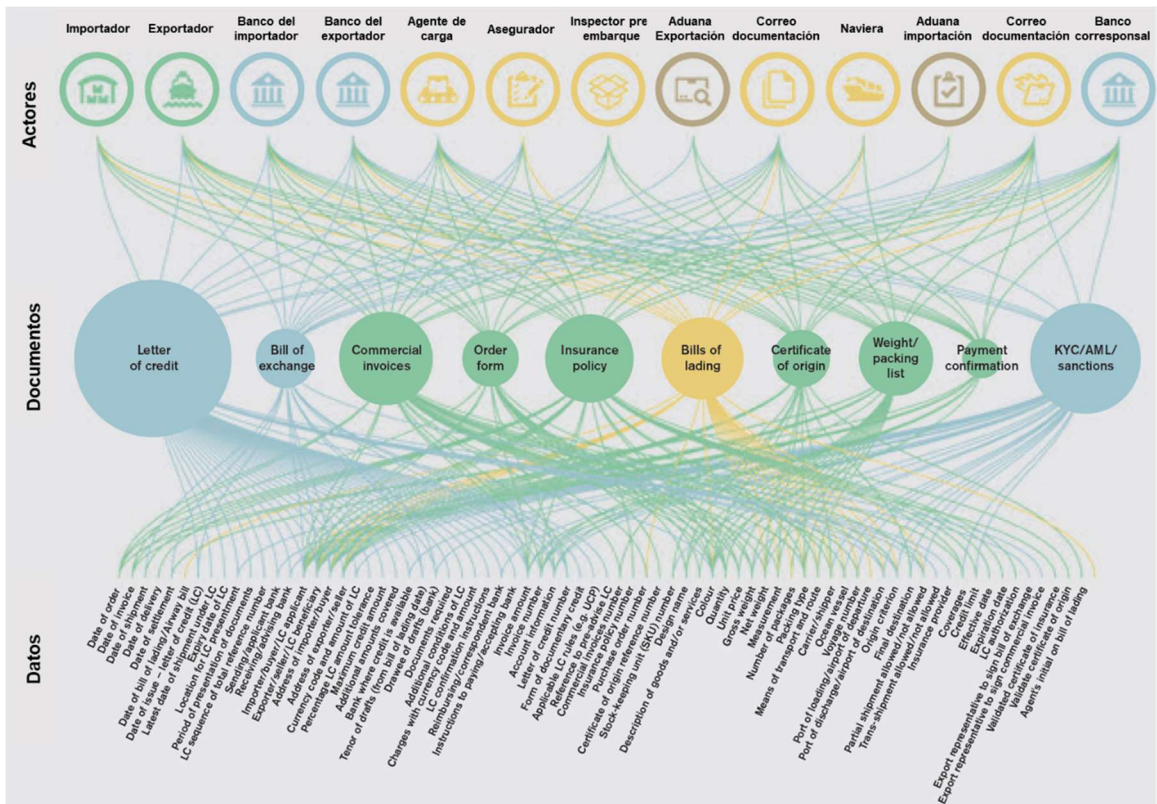 Actores
Importador
Exportador
Banco del
importador
Banco del
exportador
Agente de
carga
Asegurador
Inspector pre
embarque
Aduana
Exportación
Correo
documentación
Naviera
Aduana
importación
Correo
documentación
Banco
corresponsal
Documentos
Letter
of credit
Bill of
exchange
Commercial
invoices
Order
form
Insurance
policy
Bills of
lading
Certificate
of origin
Weight/
packing
list
Payment
confirmation
KYC/AML/
sanctions
Datos
Date of order
Date of invoice
Date of shipment
Date of delivery
Date of settlement
Date of bill of lading/Airway bill
Date of issue – letter of credit (LC)
Latest date of shipment under LC
Expiry date of LC
Location for LC presentment
Period of presentation of documents
LC sequence of total reference number
Sending/applicant bank
Receiving/advising bank
Importer/buyer/LC applicant
Exporter/seller/LC beneficiary
Address of importer/buyer
Address of exporter/seller
Currency code and amount of LC
Percentage LC amount tolerance
Maximum credit amount
Additional amounts covered
Bank where credit is available
Tenor of drafts (from bill of lading date)
Drawee of drafts (bank)
Documents required
Additional conditions of LC
Charges with currency code and amount
LC confirmation instructions
Reimbursing/correspondent bank
Instructions to paying/accepting bank
Invoice amount
Invoice number
Account information
Letter of credit number
Form of documentary credit
Applicable LC rules (e.g. UCP)
Reference to pre-advise LC
Commercial invoices number
Insurance policy number
Purchase order number
Certificate of origin reference number
Stock-keeping unit (SKU) number
Design name
Description of goods and/or services
Colour
Quantity
Unit price
Gross weight
Net weight
Measurement
Number of packages
Packing type
Port and route
Means of transport
Carrier/shipper
Ocean vessel
Voyage number
Port of loading/airport of departure
Port of discharge/airport of destination
Origin criterion
Final destination
Partial shipment allowed/not allowed
Trans-shipment allowed/not allowed
Insurance provider
Coverages
Credit limit
Effective date
Expiration date
LC authorization
Export representative to sign bill of exchange
Export representative to sign commercial invoice
Validated certificate of insurance
Validate certificate of origin
Agent's initial on bill of lading